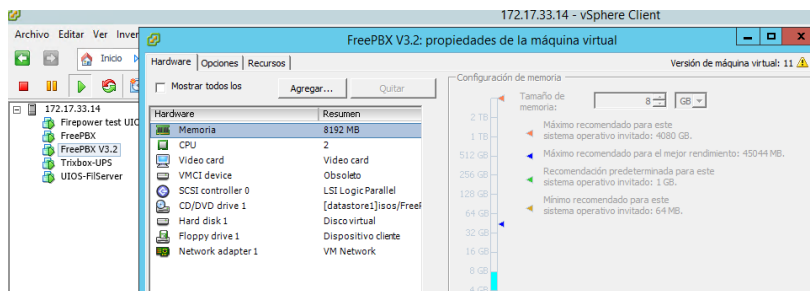 172.17.33.14 - vSphere Client
Archivo Editar Ver Inver
FreePBX V3.2: propiedades de la máquina virtual
Inicio
Hardware Opciones Recursos
Versión de máquina virtual: 11
Mostrar todos los Agregar... Quitar
Hardware Resumen
Memoria 8192 MB
CPU 2
Video card Video card
VMCI device Obsoleto
SCSI controller 0 LSI Logic Parallel
CD/DVD drive 1 [datastore1] isos/FreeF
Hard disk 1 Disco virtual
Floppy drive 1 Dispositivo cliente
Network adapter 1 VM Network
172.17.33.14
Firepower test UIO
FreePBX
FreePBX V3.2
Trixbox-UPS
UIOS-FilServer
Configuración de memoria
Tamaño de
memoria:
8 GB
2 TB
1 TB
512 GB
256 GB
128 GB
64 GB
32 GB
16 GB
8 GB
4 GB
Máximo recomendado para este
sistema operativo invitado: 4080 GB.
Máximo recomendado para el mejor rendimiento: 45044 MB.
Recomendación predeterminada para este
sistema operativo invitado: 1 GB.
Mínimo recomendado para este
sistema operativo invitado: 64 MB.